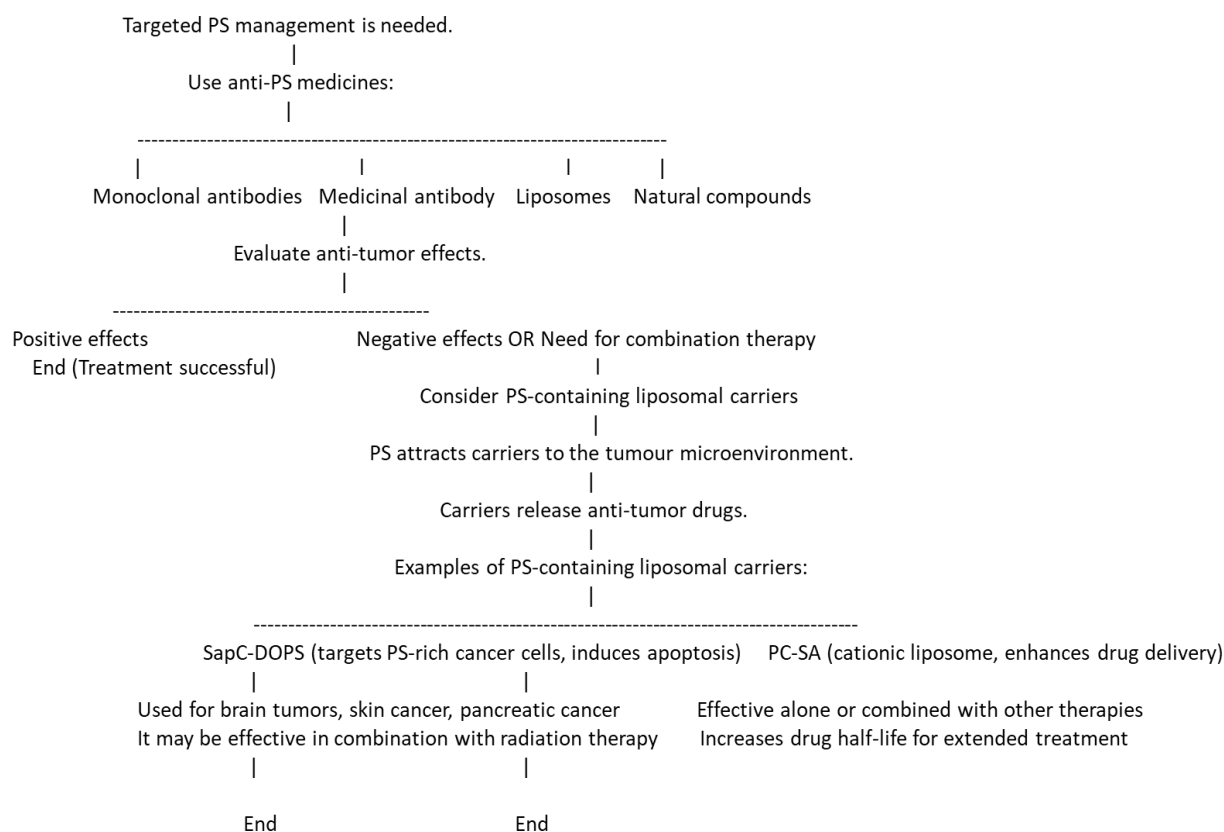 Targeted PS management is needed.
Use anti-PS medicines:
Monoclonal antibodies Medicinal antibody Liposomes Natural compounds
Evaluate anti-tumor effects.
Positive effects Negative effects OR Need for combination therapy
End (Treatment successful)
Consider PS-containing liposomal carriers
PS attracts carriers to the tumour microenvironment.
Carriers release anti-tumor drugs.
Examples of PS-containing liposomal carriers:
SapC-DOPS (targets PS-rich cancer cells, induces apoptosis) PC-SA (cationic liposome, enhances drug delivery)
Used for brain tumors, skin cancer, pancreatic cancer Effective alone or combined with other therapies
It may be effective in combination with radiation therapy Increases drug half-life for extended treatment
End End